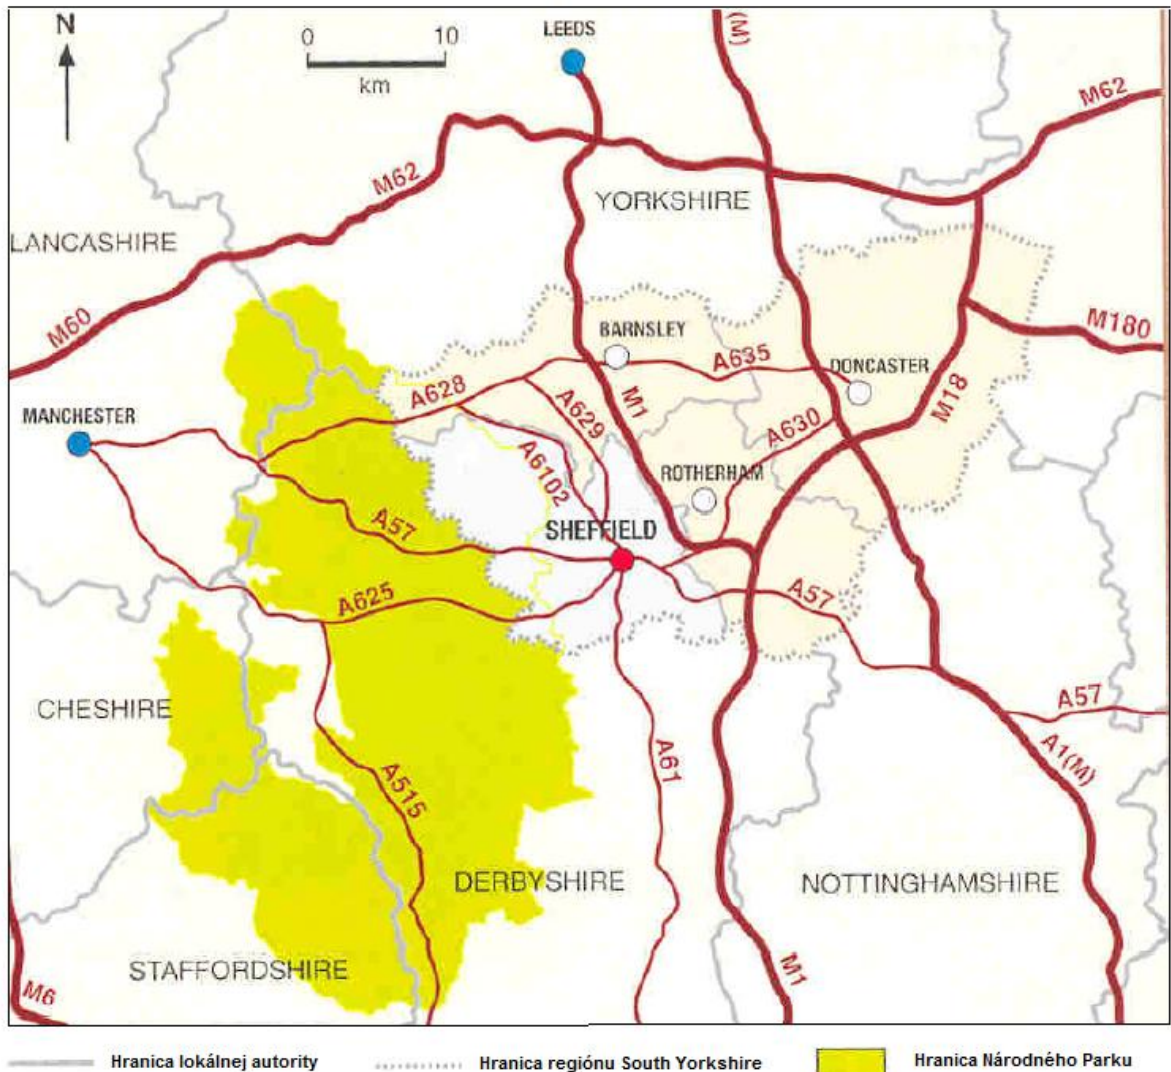 N
0 10
km
LEEDS
(M)
M62
M62
YORKSHIRE
LANCASHIRE
M60
M180
BARNSLEY
A635
DONCASTER
A628
M1
M18
A629
MANCHESTER
A630
A6102
ROTHERHAM
A57
SHEFFIELD
A625
A57
CHESHIRE
A57
A61
A1(M)
A515
DERBYSHIRE
NOTTINGHAMSHIRE
STAFFORDSHIRE
M1
M6
Hranica lokálnej autority Hranica regiónu South Yorkshire Hranica Národného Parku